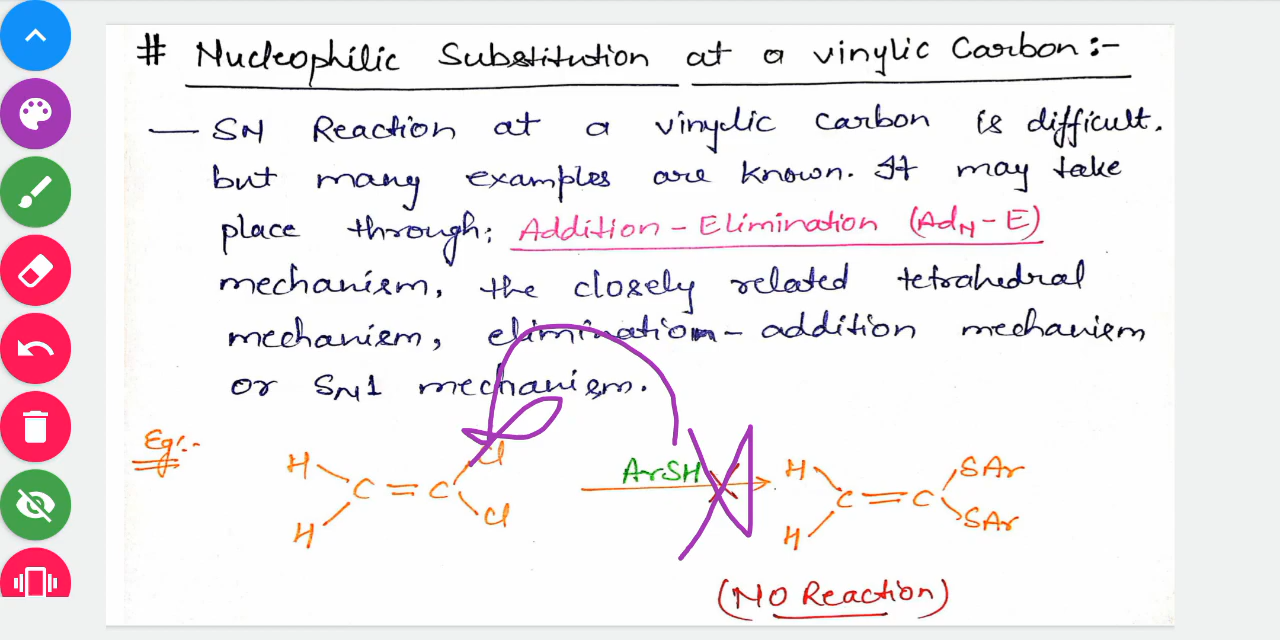 # Nucleophilic Substitution at a vinylic Carbon :-
— SN Reaction at a vinylic carbon is difficult.
but many examples are known. It may take
place through; Addition - Elimination (AdN - E)
mechanism, the closely related tetrahedral
mechanism, elimination - addition mechanism
or SN1 mechanism.
Eg:-
H Cl ArSH H SAr
C = C C = C
H Cl H SAr
(NO Reaction)